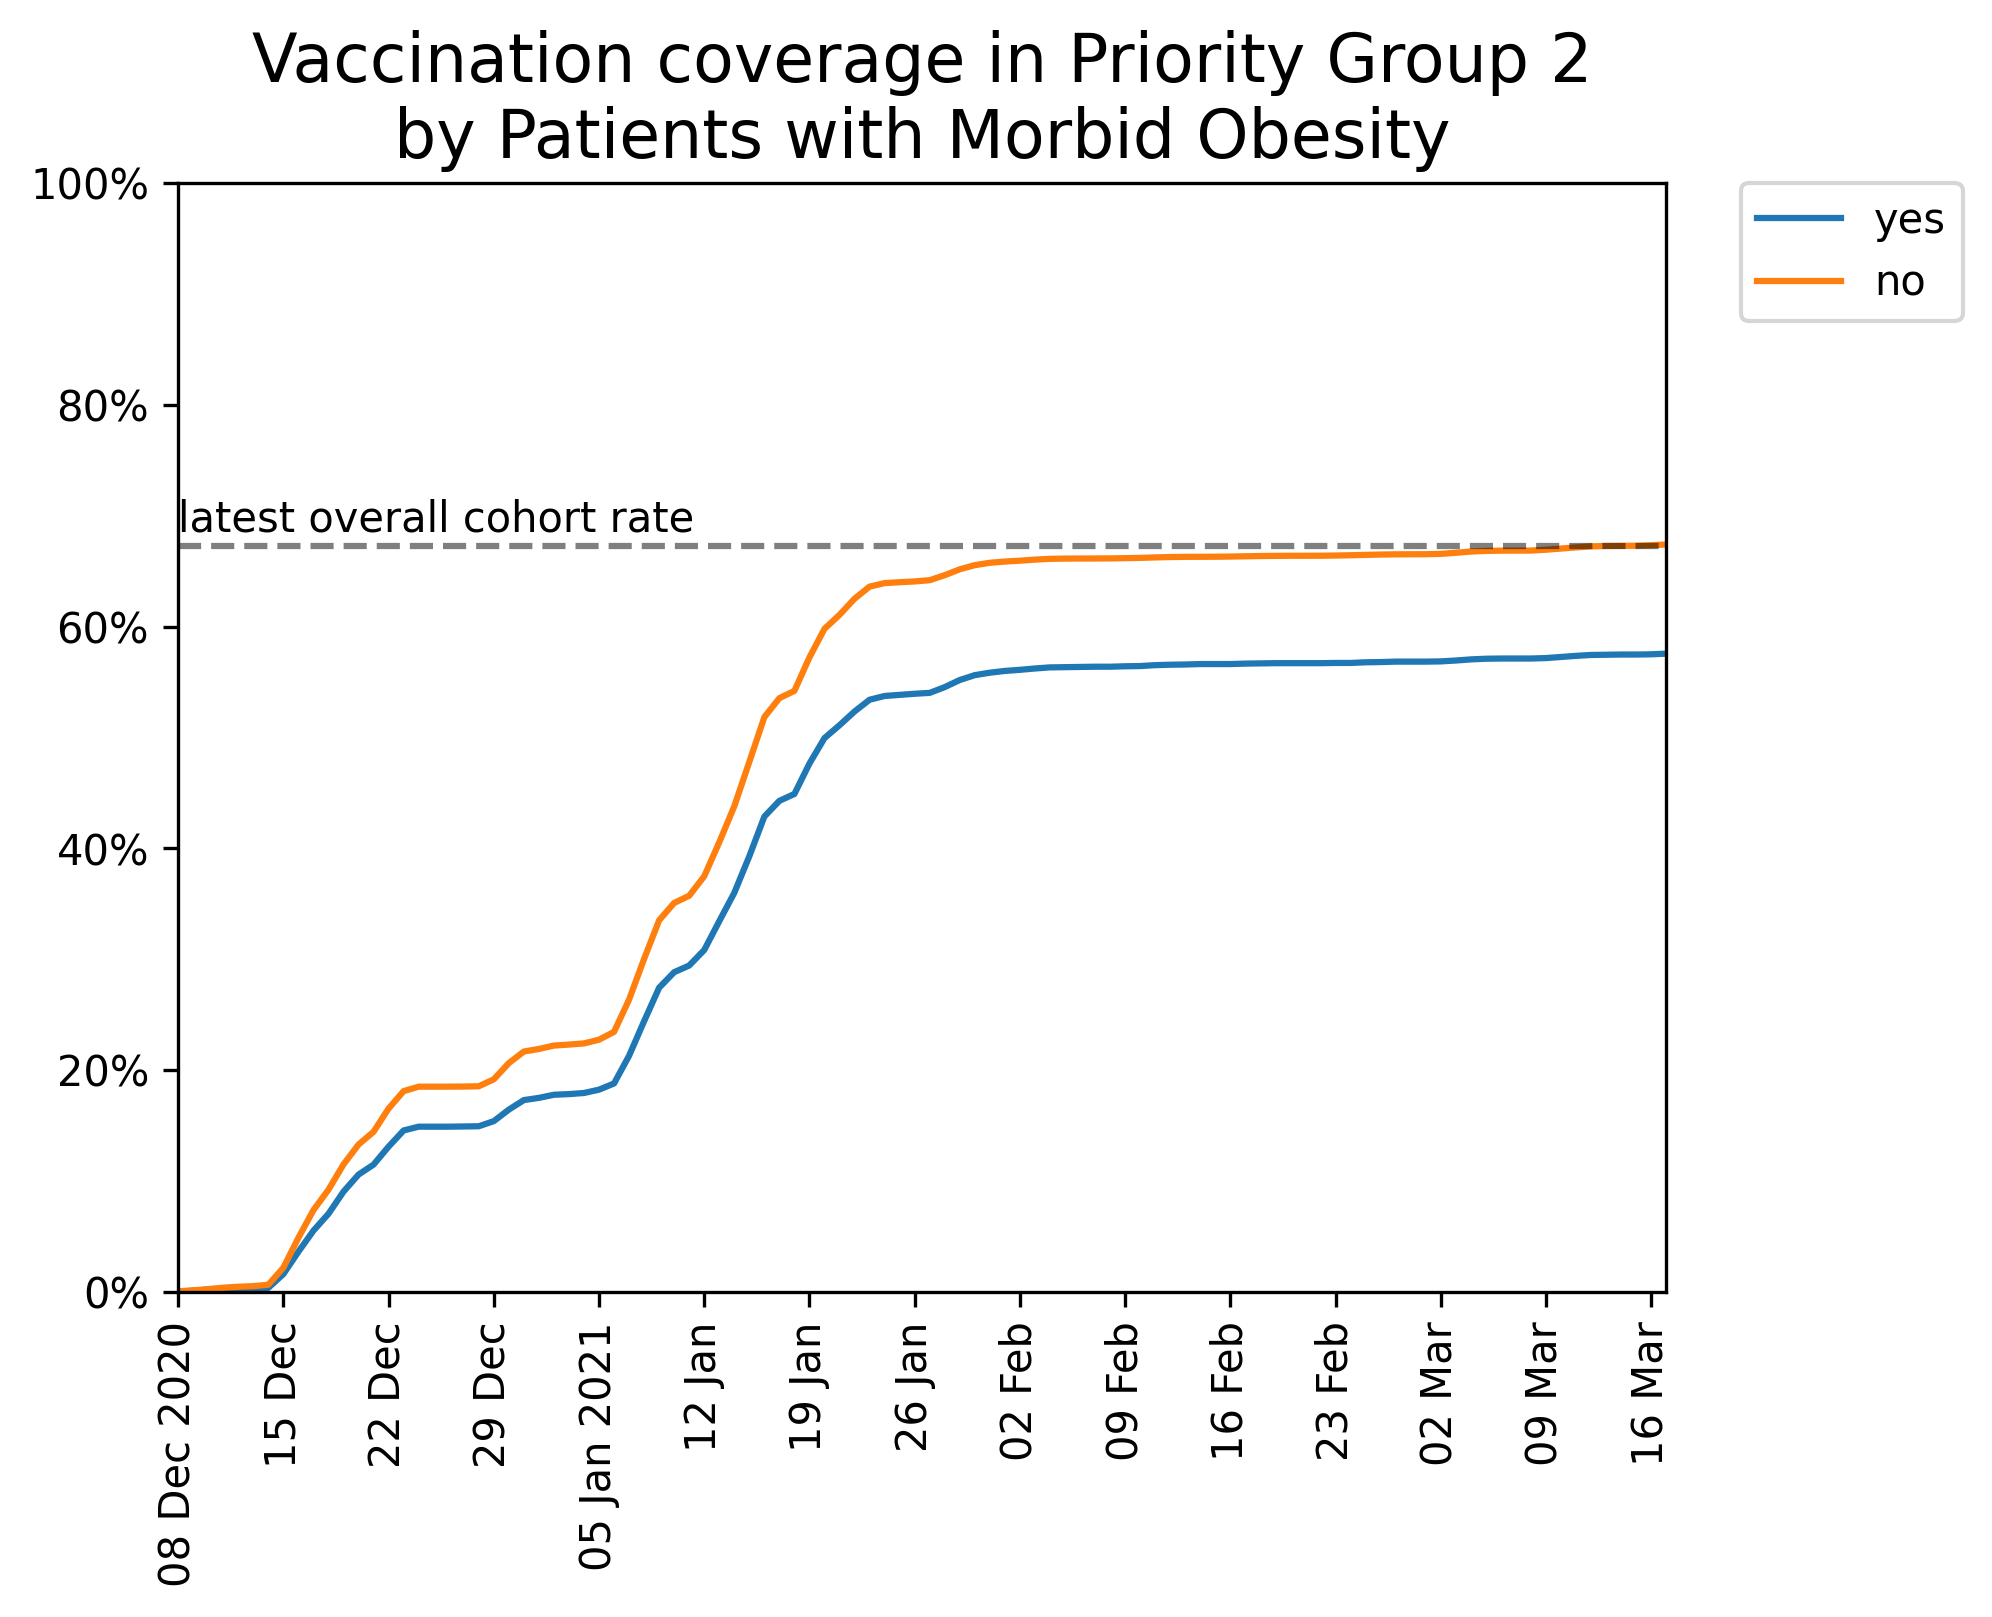 Vaccination coverage in Priority Group 2
by Patients with Morbid Obesity
100%
80%
60%
40%
20%
0%
latest overall cohort rate
yes
no
08 Dec 2020
15 Dec
22 Dec
29 Dec
05 Jan 2021
12 Jan
19 Jan
26 Jan
02 Feb
09 Feb
16 Feb
23 Feb
02 Mar
09 Mar
16 Mar